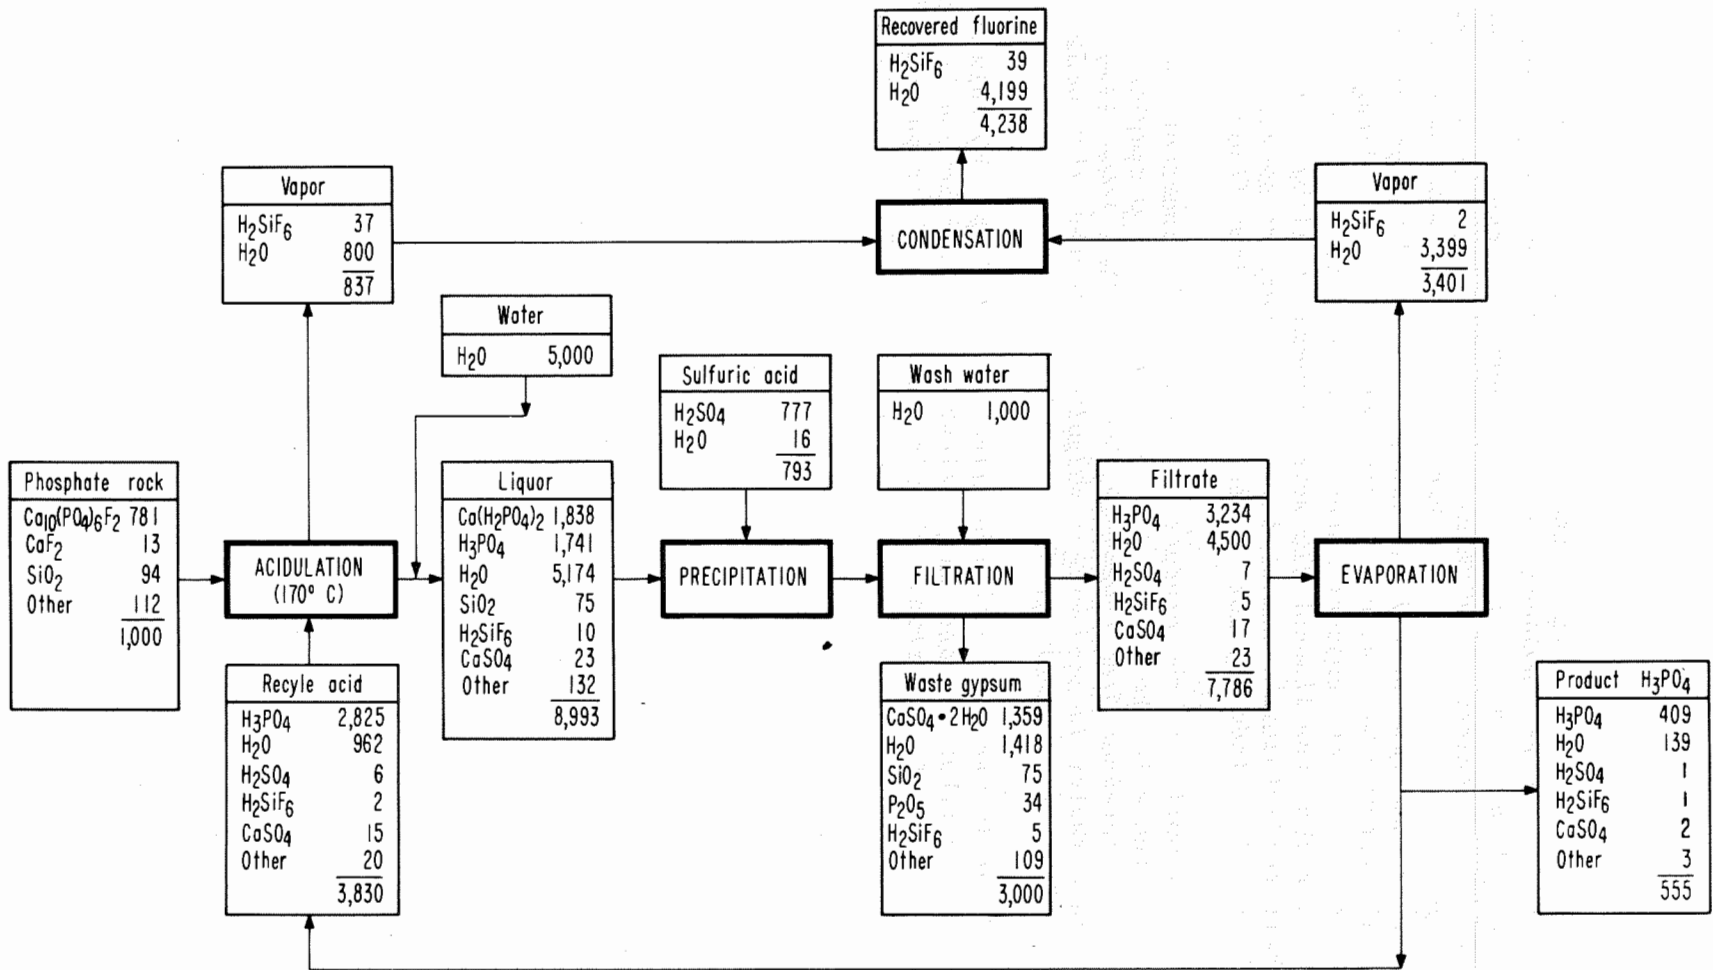 Recovered fluorine
H2SiF6 39
H2O 4,199
4,238
Vapor
H2SiF6 37
H2O 800
837
CONDENSATION
Vapor
H2SiF6 2
H2O 3,399
3,401
Water
H2O 5,000
Sulfuric acid
H2SO4 777
H2O 16
793
Wash water
H2O 1,000
Phosphate rock
Ca10(PO4)6F2 781
CaF2 13
SiO2 94
Other 112
1,000
ACIDULATION
(170° C)
Liquor
Ca(H2PO4)2 1,838
H3PO4 1,741
H2O 5,174
SiO2 75
H2SiF6 10
CaSO4 23
Other 132
8,993
PRECIPITATION
FILTRATION
Filtrate
H3PO4 3,234
H2O 4,500
H2SO4 7
H2SiF6 5
CaSO4 17
Other 23
7,786
EVAPORATION
Recyle acid
H3PO4 2,825
H2O 962
H2SO4 6
H2SiF6 2
CaSO4 15
Other 20
3,830
Waste gypsum
CaSO4•2H2O 1,359
H2O 1,418
SiO2 75
P2O5 34
H2SiF6 5
Other 109
3,000
Product H3PO4
H3PO4 409
H2O 139
H2SO4 1
H2SiF6 1
CaSO4 2
Other 3
555